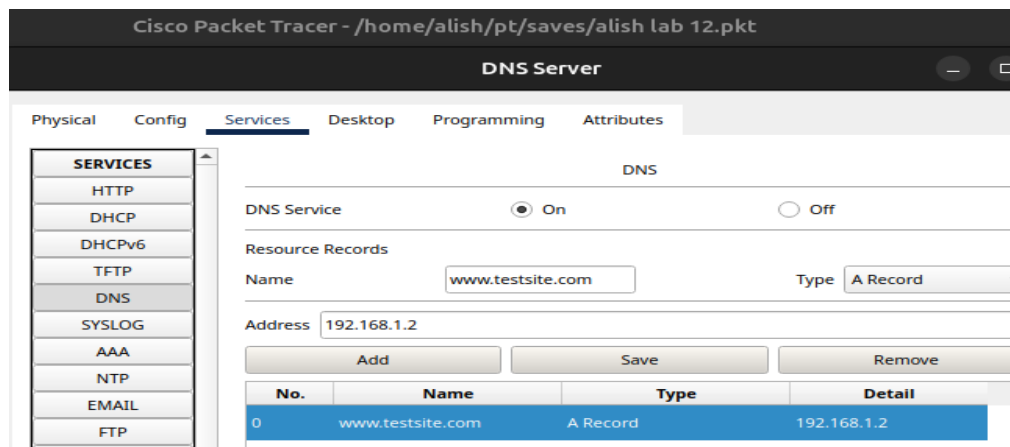 Cisco Packet Tracer - /home/alish/pt/saves/alish lab 12.pkt
DNS Server
Physical Config Services Desktop Programming Attributes
SERVICES
HTTP
DHCP
DHCPv6
TFTP
DNS
SYSLOG
AAA
NTP
EMAIL
FTP
DNS
DNS Service On Off
Resource Records
Name www.testsite.com Type A Record
Address 192.168.1.2
Add Save Remove
No. Name Type Detail
0 www.testsite.com A Record 192.168.1.2